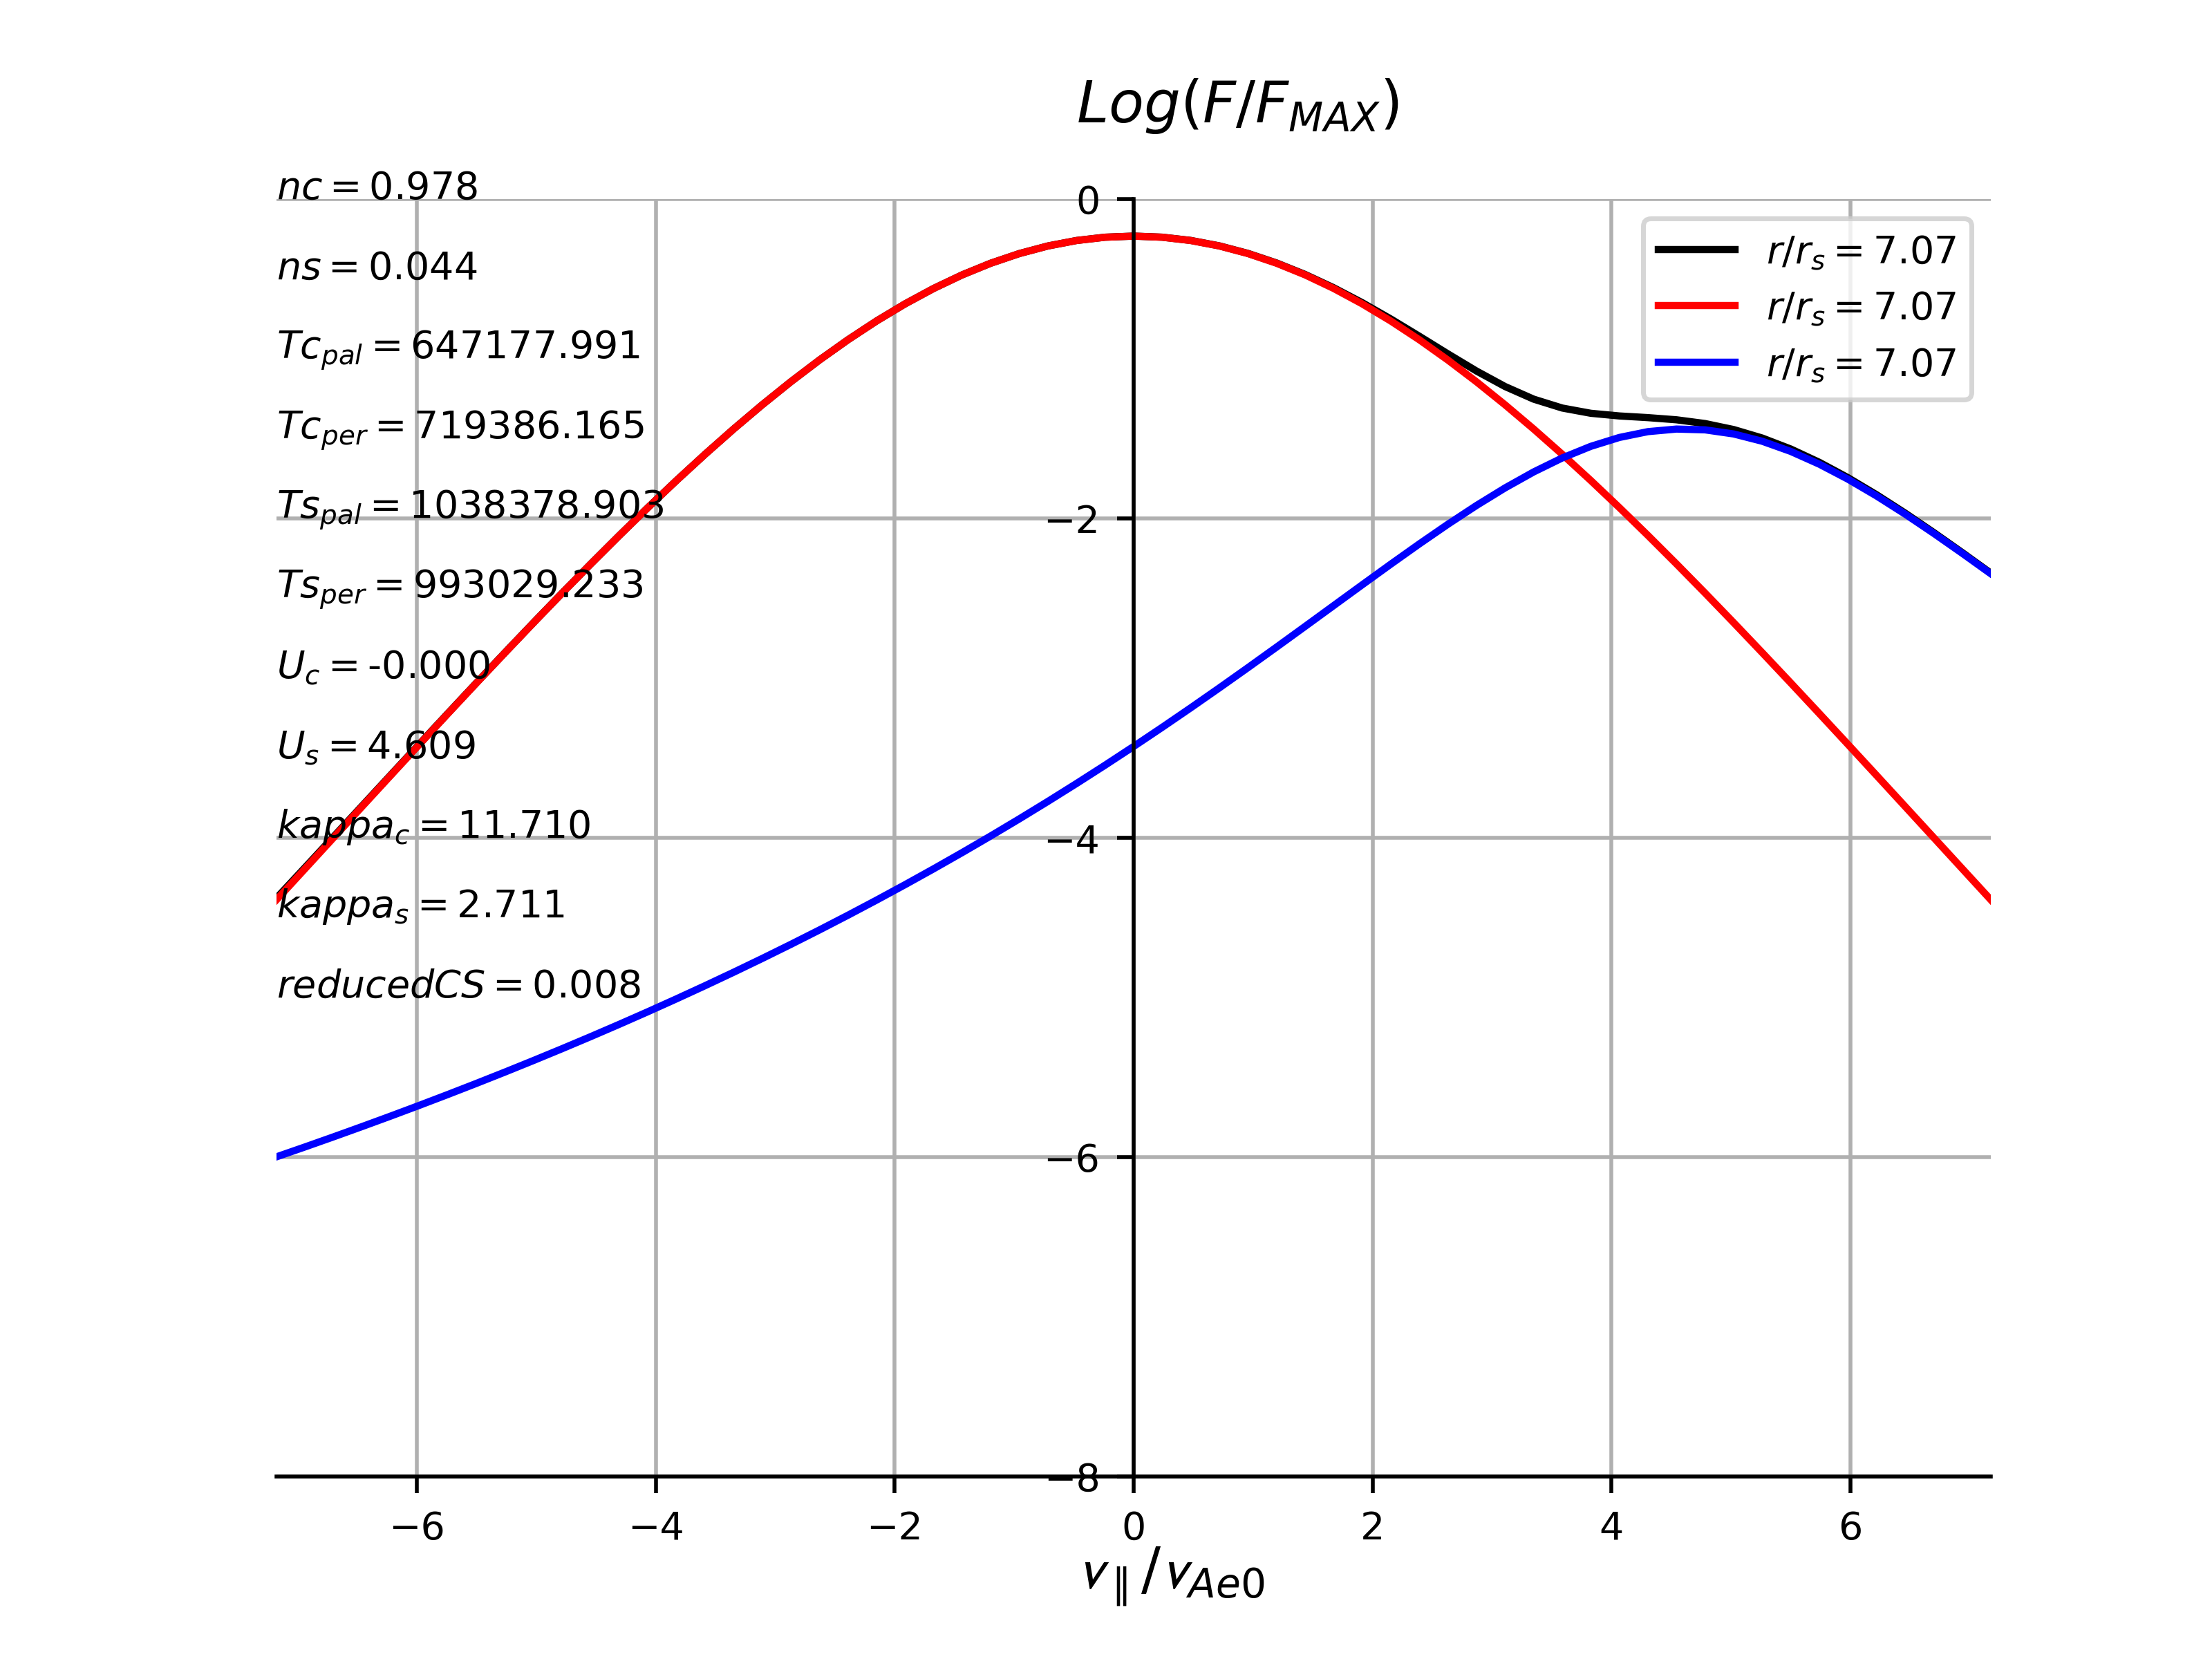 Log(F/F_MAX)
nc = 0.978
ns = 0.044
Tc_pal = 647177.991
Tc_per = 719386.165
Ts_pal = 1038378.903
Ts_per = 993029.233
U_c = -0.000
U_s = 4.609
kappa_c = 11.710
kappa_s = 2.711
reducedCS = 0.008
r/r_s = 7.07
r/r_s = 7.07
r/r_s = 7.07
0
−2
−4
−6
−8
−6 −4 −2 0 2 4 6
v_∥/v_Ae0